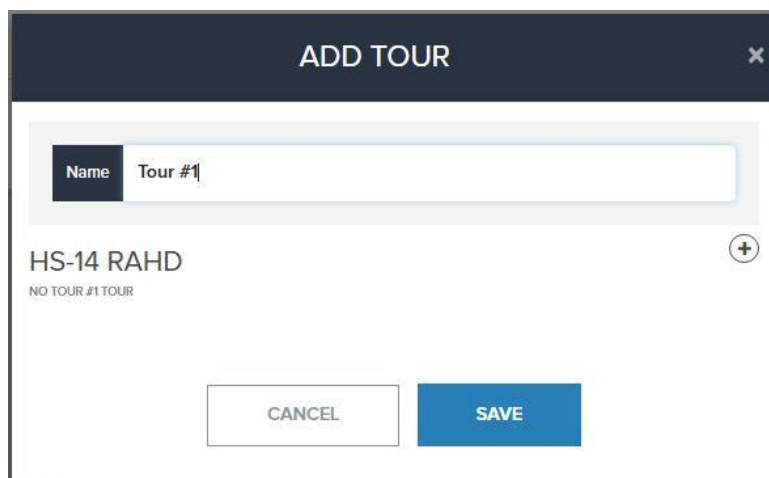 ADD TOUR
Name Tour #1
HS-14 RAHD
NO TOUR #1 TOUR
CANCEL SAVE